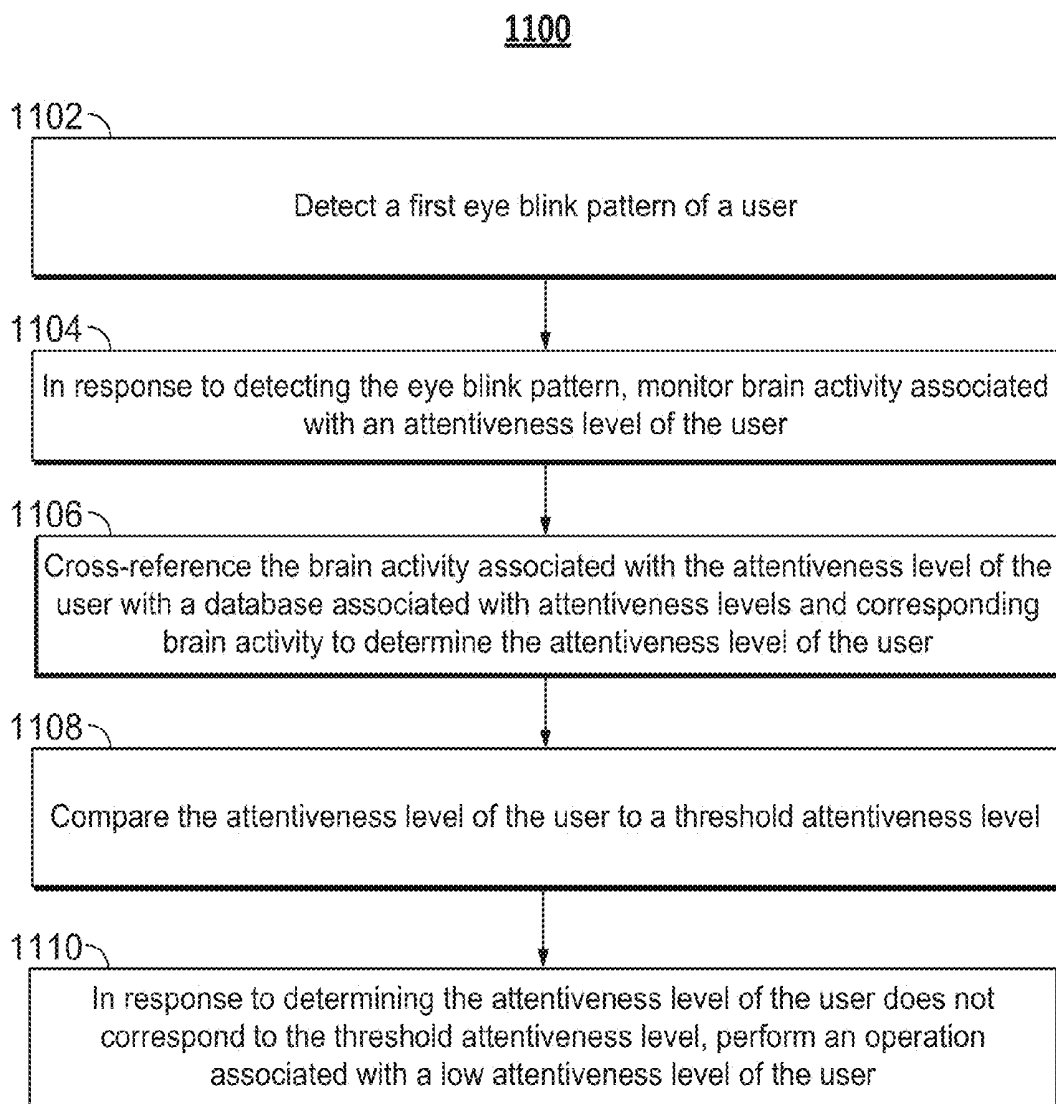 1100
1102
Detect a first eye blink pattern of a user
1104
In response to detecting the eye blink pattern, monitor brain activity associated
with an attentiveness level of the user
1106
Cross-reference the brain activity associated with the attentiveness level of the
user with a database associated with attentiveness levels and corresponding
brain activity to determine the attentiveness level of the user
1108
Compare the attentiveness level of the user to a threshold attentiveness level
1110
In response to determining the attentiveness level of the user does not
correspond to the threshold attentiveness level, perform an operation
associated with a low attentiveness level of the user